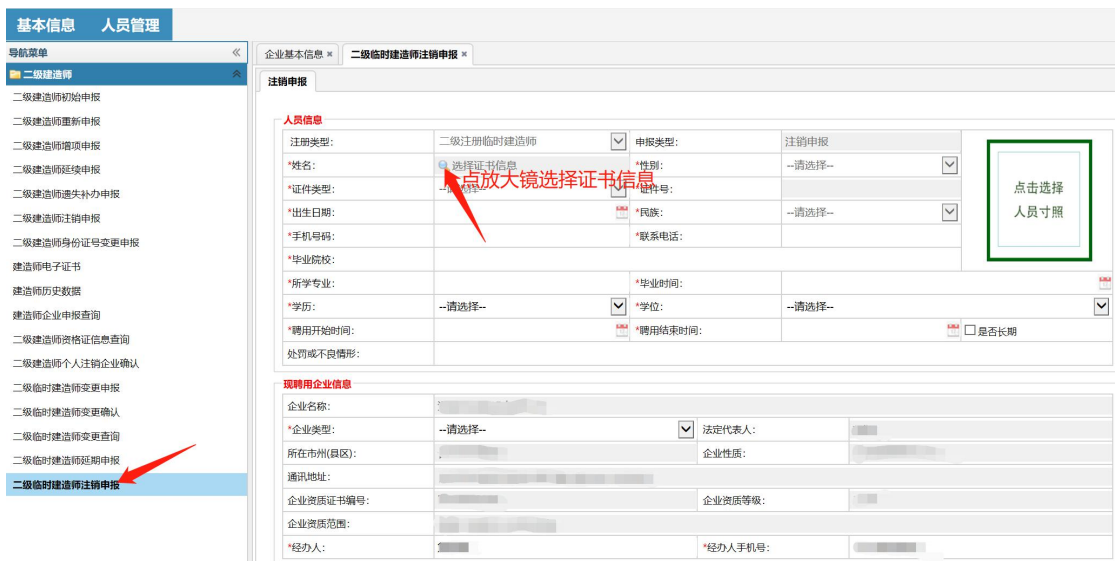 基本信息 人员管理
导航菜单
企业基本信息 二级临时建造师注销申报
二级建造师
注销申报
二级建造师初始申报
二级建造师重新申报
二级建造师增项申报
二级建造师延续申报
二级建造师遗失补办申报
二级建造师注销申报
二级建造师身份证号变更申报
建造师电子证书
建造师历史数据
建造师企业申报查询
二级建造师资格证信息查询
二级建造师个人注销企业确认
二级临时建造师变更申报
二级临时建造师变更确认
二级临时建造师变更查询
二级临时建造师延期申报
二级临时建造师注销申报
人员信息
注册类型: 二级注册临时建造师 申报类型: 注销申报
*姓名: 选择证书信息 *性别: --请选择--
点放大镜选择证书信息
*证件类型: *证件号:
*出生日期: *民族: --请选择--
*手机号码: *联系电话:
*毕业院校:
点击选择
人员寸照
*所学专业: *毕业时间:
*学历: --请选择-- *学位: --请选择--
*聘用开始时间: *聘用结束时间: 是否长期
处罚或不良情形:
现聘用企业信息
企业名称:
*企业类型: --请选择-- 法定代表人:
所在市州(县区): 企业性质:
通讯地址:
企业资质证书编号: 企业资质等级:
企业资质范围:
*经办人: *经办人手机号: